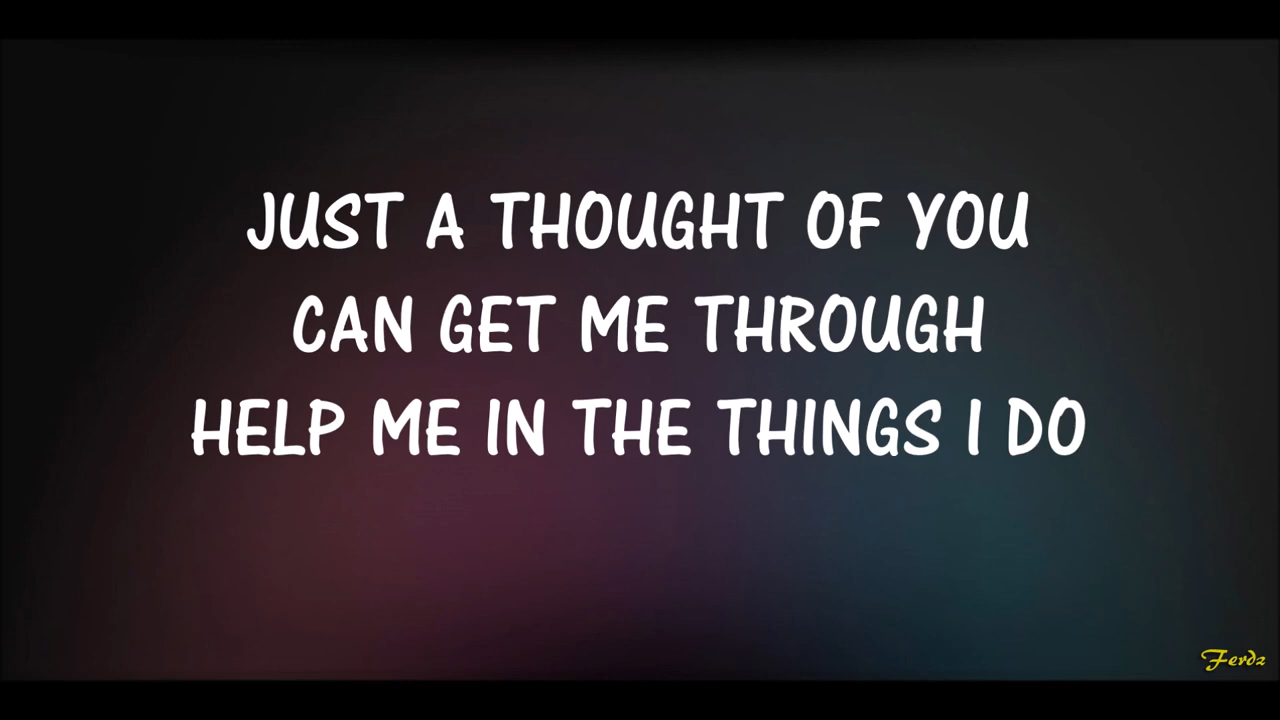 JUST A THOUGHT OF YOU
CAN GET ME THROUGH
HELP ME IN THE THINGS I DO
Ferdz